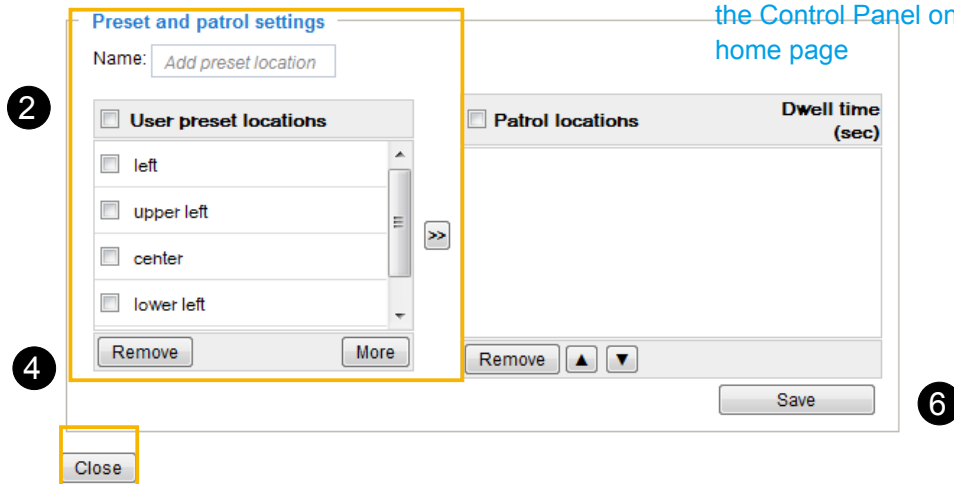 the Control Panel on
home page
Preset and patrol settings
Name: Add preset location
2
User preset locations
Patrol locations
Dwell time
(sec)
left
upper left
>>
center
lower left
Remove More
Remove ▲ ▼
4
Save
6
Close